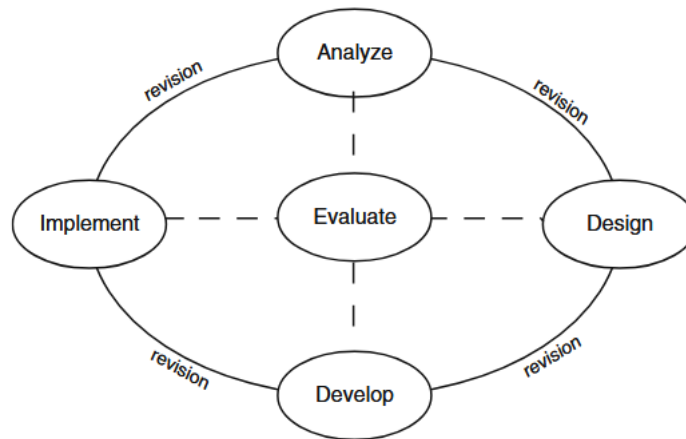 Analyze
revision
revision
Implement
Evaluate
Design
revision
revision
Develop